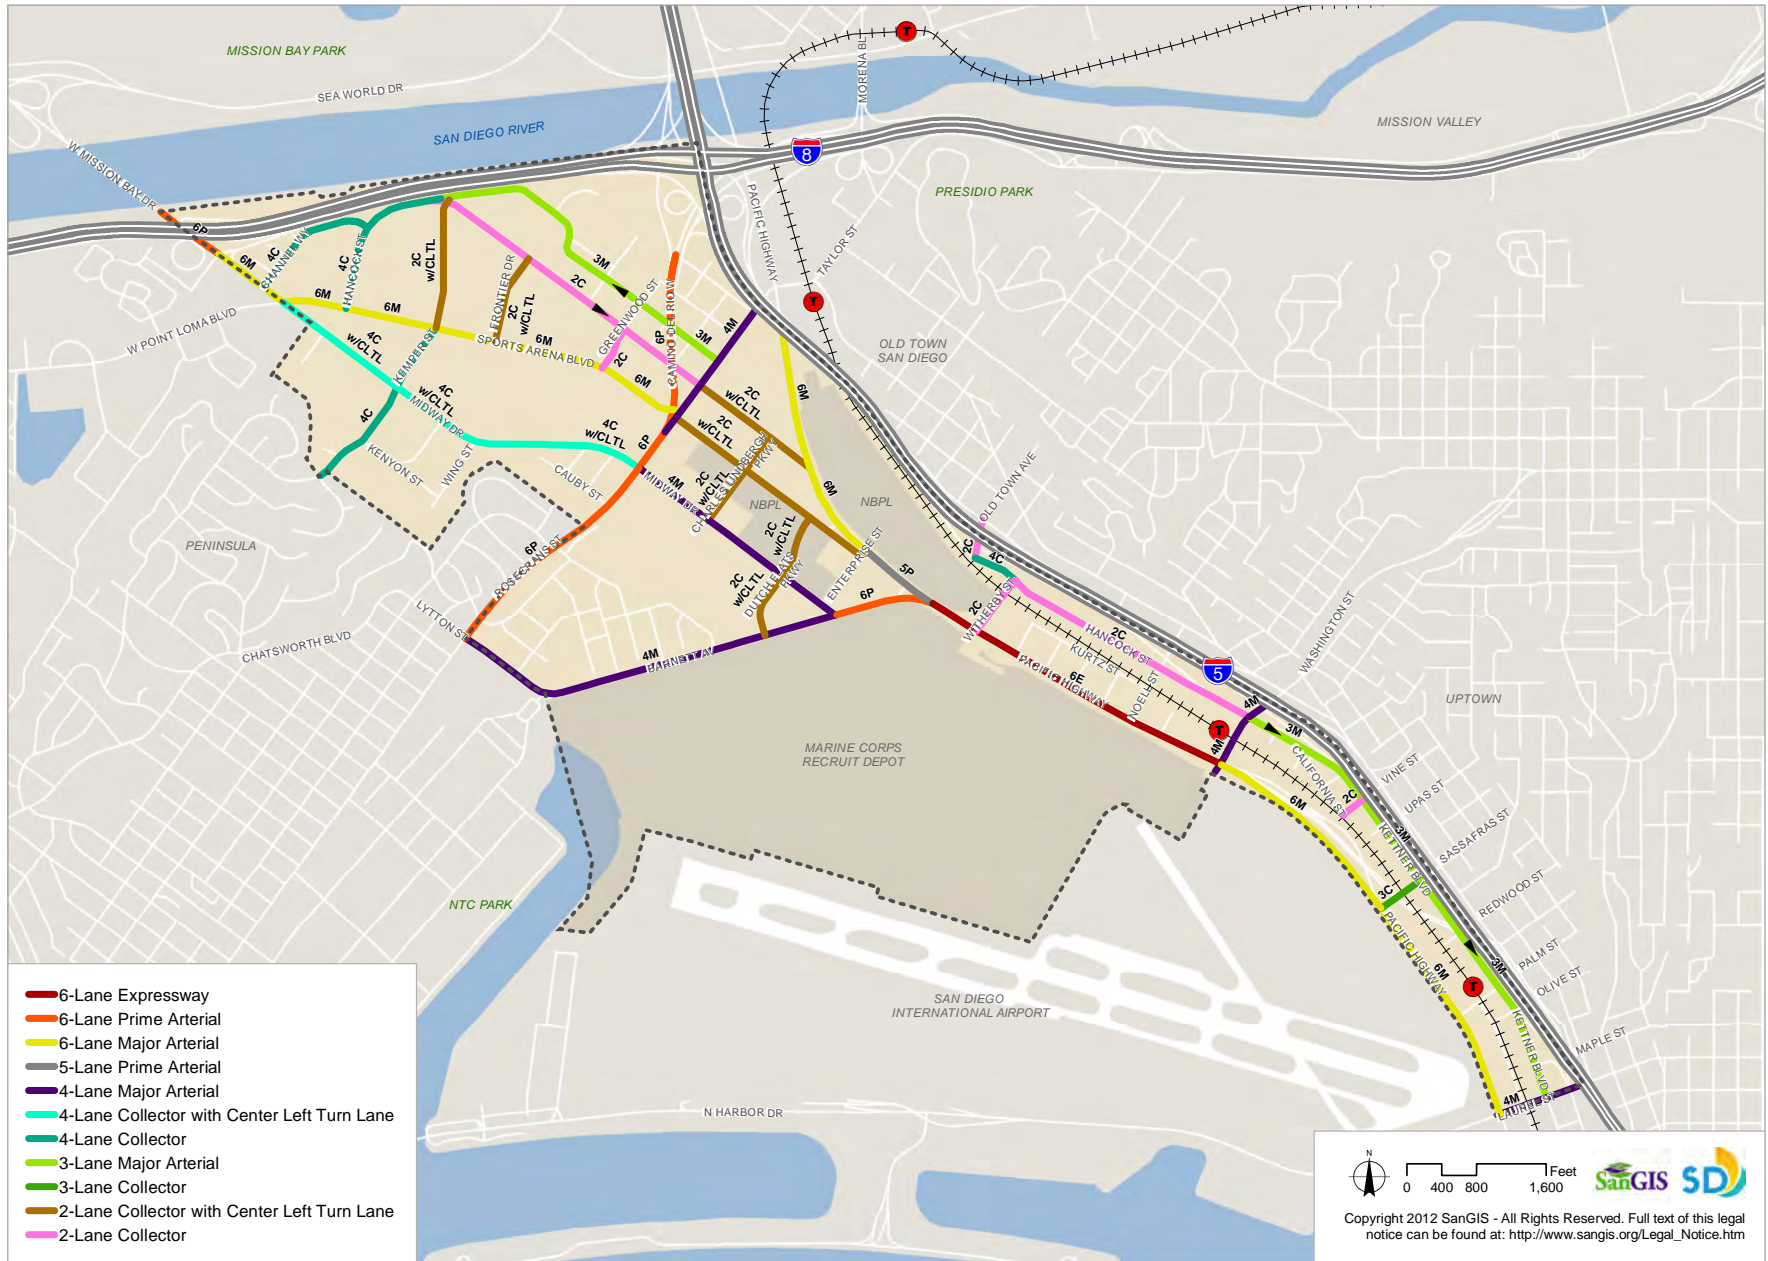 MISSION BAY PARK
SEA WORLD DR
SAN DIEGO RIVER
MORENA BL
T
MISSION VALLEY
8
W MISSION BAY DR
PACIFIC HIGHWAY
PRESIDIO PARK
TAYLOR ST
T
6P
6M
4C
CHANNEL WY
4C
HANCOCK ST
2C
w/CLTL
FRONTIER DR
2C
w/CLTL
2C
3M
GREENWOOD ST
2C
6P
CAMINO DEL RIO W
3M
4M
6M
6M
W POINT LOMA BLVD
4C
w/CLTL
KEMPER ST
SPORTS ARENA BLVD
6M
6M
OLD TOWN
SAN DIEGO
6M
4C
4C
w/CLTL
MIDWAY DR
4C
w/CLTL
6P
2C
w/CLTL
2C
w/CLTL
KENYON ST
WING ST
CAUBY ST
4M
MIDWAY DR
2C
w/CLTL
CHARLES LINDBERGH
PKWY
NBPL
NBPL
6M
OLD TOWN AVE
PENINSULA
6P
ROSECRANS ST
2C
w/CLTL
2C
w/CLTL
DUTCH FLATS
PKWY
ENTERPRISE ST
5P
6P
2C
4C
LYTTON ST
CHATSWORTH BLVD
4M
BARNETT AV
2C
WITHERBY ST
HANCOCK ST
2C
KURTZ ST
PACIFIC HIGHWAY
6E
NOELL ST
WASHINGTON ST
5
UPTOWN
MARINE CORPS
RECRUIT DEPOT
T
4M
4M
3M
CALIFORNIA ST
VINE ST
UPAS ST
6M
2C
3M
SASSAFRAS ST
KETTNER BLVD
REDWOOD ST
3C
NTC PARK
PACIFIC HIGHWAY
6M
3M
PALM ST
OLIVE ST
T
SAN DIEGO
INTERNATIONAL AIRPORT
KETTNER BLVD
MAPLE ST
4M
LAUREL ST
N HARBOR DR
6-Lane Expressway
6-Lane Prime Arterial
6-Lane Major Arterial
5-Lane Prime Arterial
4-Lane Major Arterial
4-Lane Collector with Center Left Turn Lane
4-Lane Collector
3-Lane Major Arterial
3-Lane Collector
2-Lane Collector with Center Left Turn Lane
2-Lane Collector
N
Feet
0 400 800 1,600
SanGIS
SD
Copyright 2012 SanGIS - All Rights Reserved. Full text of this legal
notice can be found at: http://www.sangis.org/Legal_Notice.htm